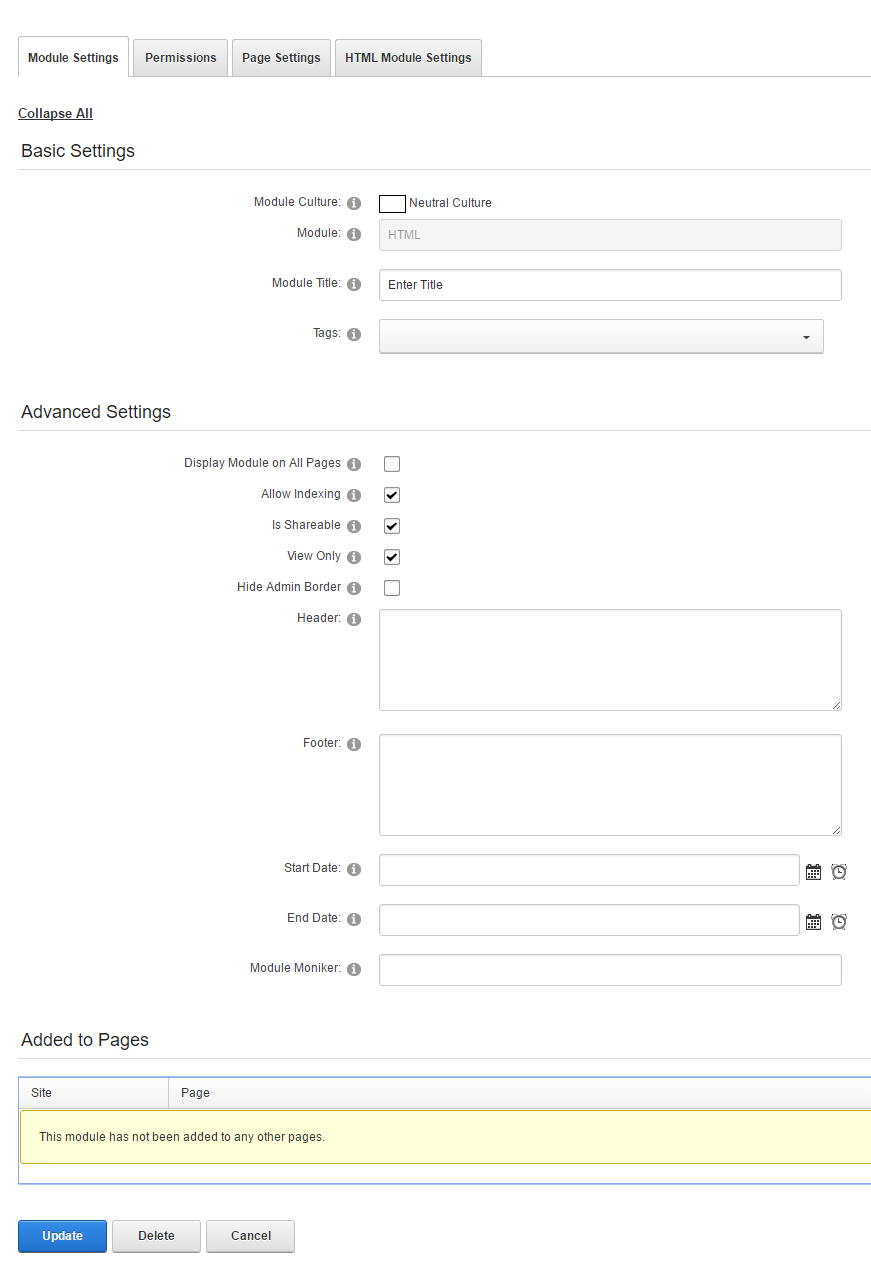 Module Settings Permissions Page Settings HTML Module Settings
Collapse All
Basic Settings
Module Culture: Neutral Culture
Module: HTML
Module Title: Enter Title
Tags:
Advanced Settings
Display Module on All Pages
Allow Indexing
Is Shareable
View Only
Hide Admin Border
Header:
Footer:
Start Date:
End Date:
Module Moniker:
Added to Pages
Site Page
This module has not been added to any other pages.
Update Delete Cancel